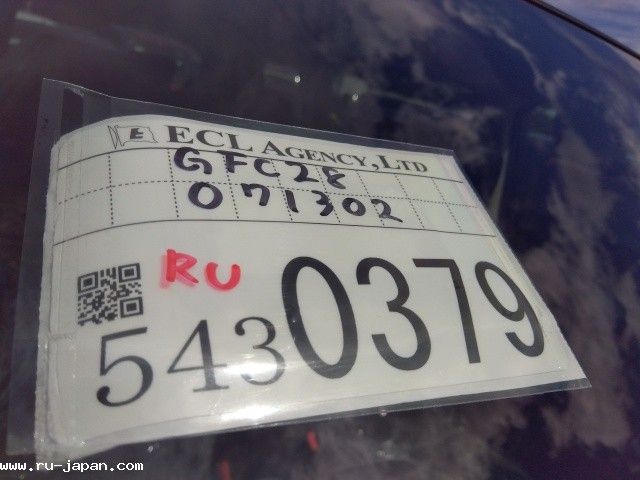 E ECL AGENCY, LTD
GFC28
071302
RU
5430379
www.ru-japan.com